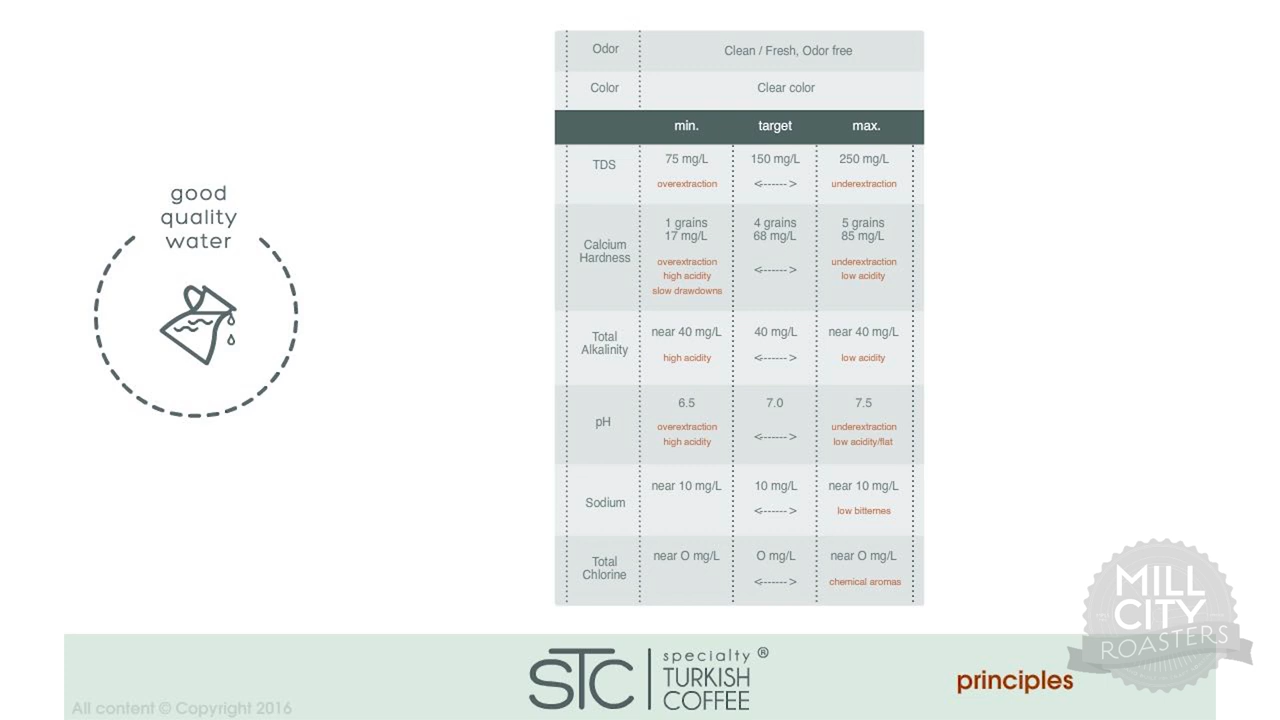 good
quality
water
Odor Clean / Fresh, Odor free
Color Clear color
min. target max.
TDS 75 mg/L 150 mg/L 250 mg/L
overextraction <------ > underextraction
Calcium Hardness
1 grains 4 grains 5 grains
17 mg/L 68 mg/L 85 mg/L
overextraction <------ > underextraction
high acidity low acidity
slow drawdowns
Total Alkalinity
near 40 mg/L 40 mg/L near 40 mg/L
high acidity <------ > low acidity
pH
6.5 7.0 7.5
overextraction <------ > underextraction
high acidity low acidity/flat
Sodium
near 10 mg/L 10 mg/L near 10 mg/L
<------ > low bitternes
Total Chlorine
near O mg/L O mg/L near O mg/L
<------ > chemical aromas
MILL
CITY
ROASTERS
STC specialty ®
TURKISH
COFFEE
principles
All content © Copyright 2016